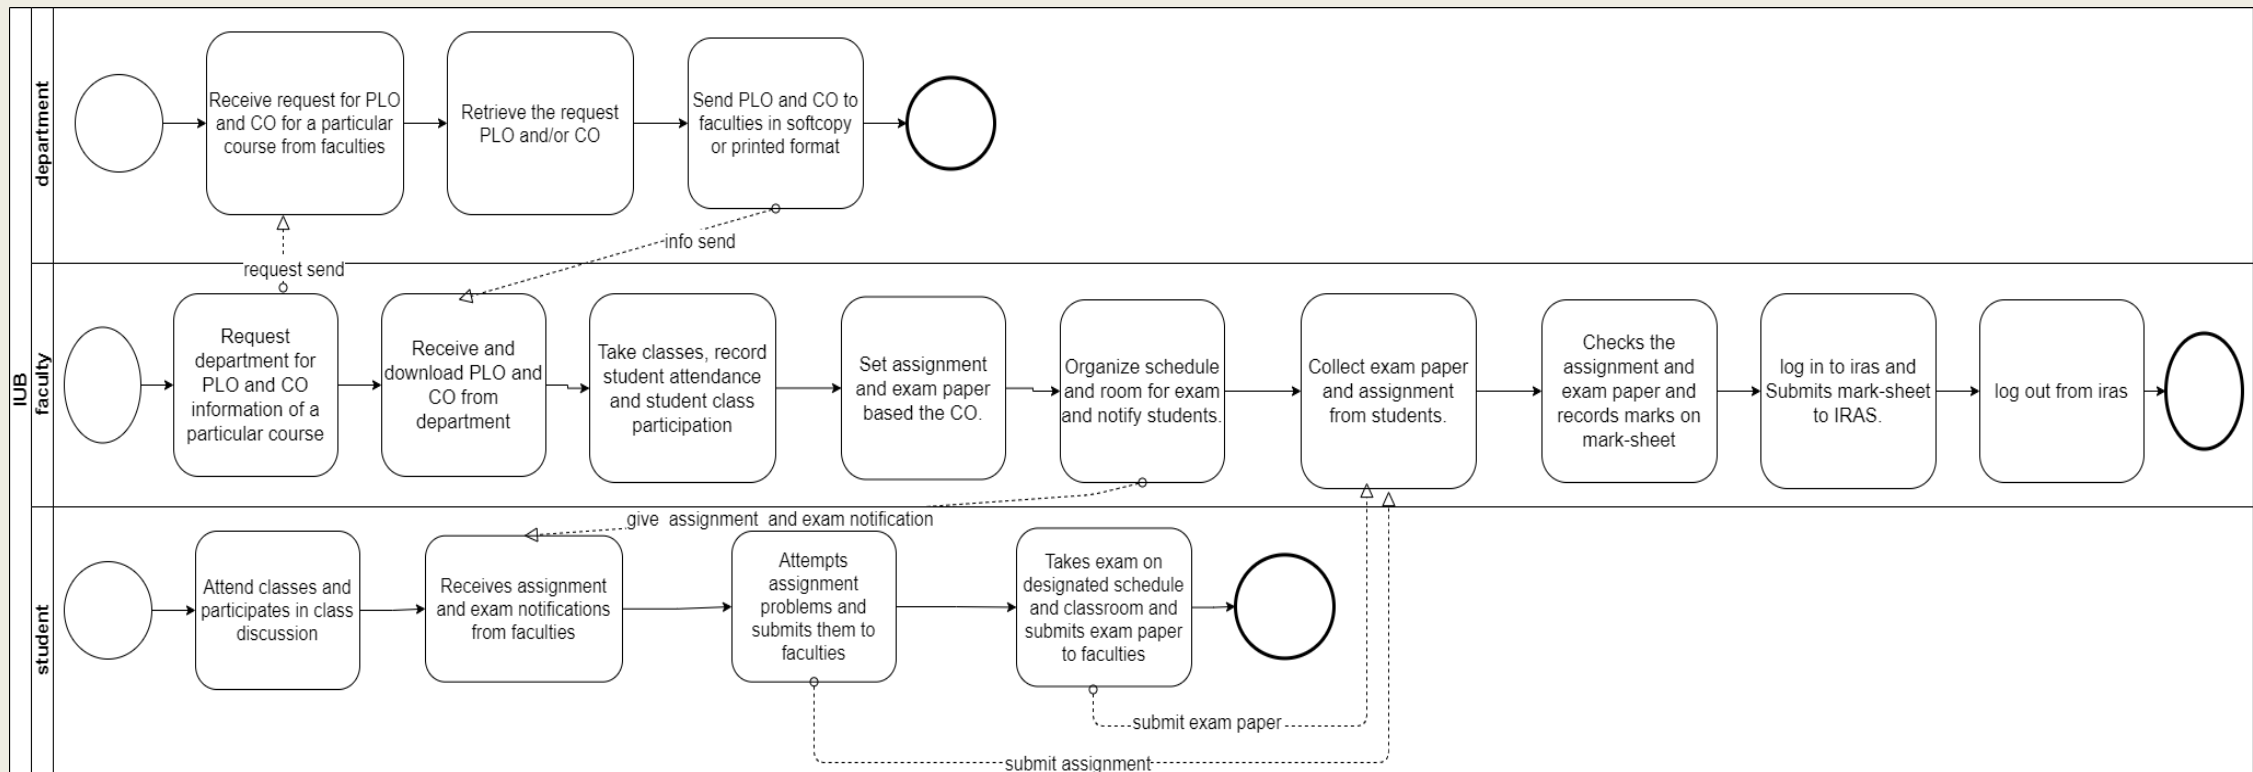 IUB
department
Receive request for PLO
and CO for a particular
course from faculties
Retrieve the request
PLO and/or CO
Send PLO and CO to
faculties in softcopy
or printed format
info send
request send
faculty
Request
department for
PLO and CO
information of a
particular course
Receive and
download PLO and
CO from
department
Take classes, record
student attendance
and student class
participation
Set assignment
and exam paper
based the CO.
Organize schedule
and room for exam
and notify students.
Collect exam paper
and assignment
from students.
Checks the
assignment and
exam paper and
records marks on
mark-sheet
log in to iras and
Submits mark-sheet
to IRAS.
log out from iras
give assignment and exam notification
student
Attend classes and
participates in class
discussion
Receives assignment
and exam notifications
from faculties
Attempts
assignment
problems and
submits them to
faculties
Takes exam on
designated schedule
and classroom and
submits exam paper
to faculties
submit exam paper
submit assignment